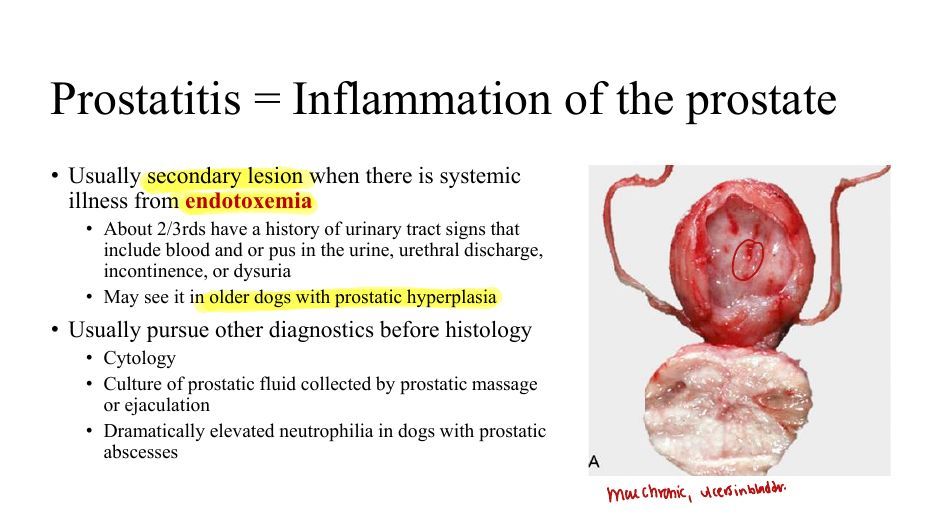 Prostatitis = Inflammation of the prostate
• Usually secondary lesion when there is systemic
illness from endotoxemia
• About 2/3rds have a history of urinary tract signs that
include blood and or pus in the urine, urethral discharge,
incontinence, or dysuria
• May see it in older dogs with prostatic hyperplasia
• Usually pursue other diagnostics before histology
• Cytology
• Culture of prostatic fluid collected by prostatic massage
or ejaculation
• Dramatically elevated neutrophilia in dogs with prostatic
abscesses
A
chronic, ulcers in bladder.